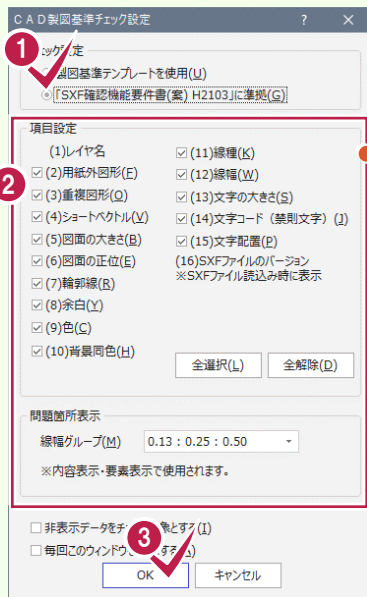 CAD製図基準チェック設定
?
×
1
ェック設定
製図基準テンプレートを使用(U)
「SXF確認機能要件書(案) H2103」に準拠(G)
2
項目設定
(1)レイヤ名
(2)用紙外図形(F)
(3)重複図形(O)
(4)ショートベクトル(V)
(5)図面の大きさ(B)
(6)図面の正位(E)
(7)輪郭線(R)
(8)余白(Y)
(9)色(C)
(10)背景同色(H)
(11)線種(K)
(12)線幅(W)
(13)文字の大きさ(S)
(14)文字コード（禁則文字）(J)
(15)文字配置(P)
(16)SXFファイルのバージョン
※SXFファイル読込み時に表示
全選択(L)
全解除(D)
問題箇所表示
線幅グループ(M)
0.13 : 0.25 : 0.50
※内容表示・要素表示で使用されます。
非表示データをチ 象とする(I)
毎回このウィンドウ する
3
OK
キャンセル